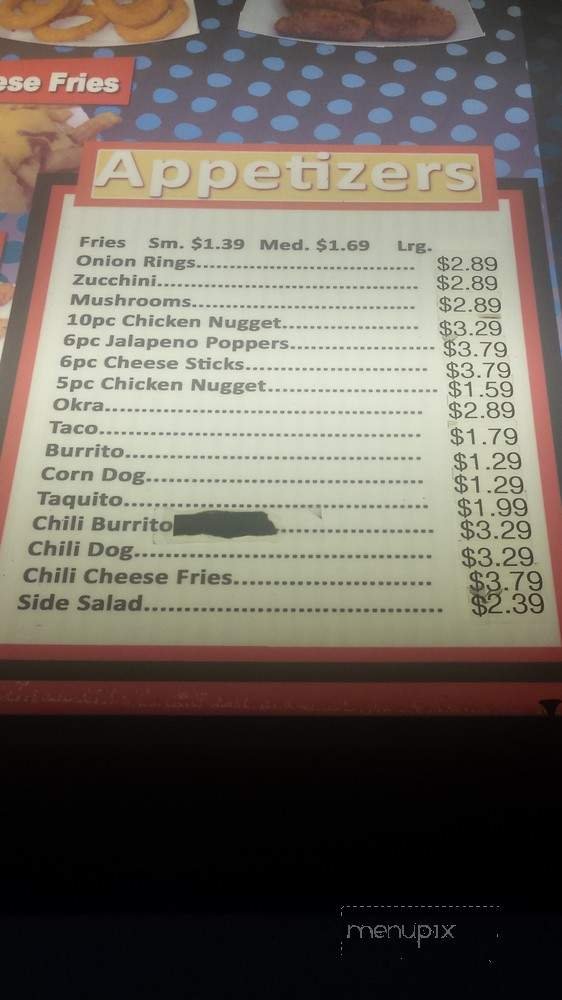 ese Fries
Appetizers
Fries Sm. $1.39 Med. $1.69 Lrg.
Onion Rings........................................ $2.89
Zucchini............................................... $2.89
Mushrooms......................................... $2.89
10pc Chicken Nugget......................... $3.29
6pc Jalapeno Poppers.......................... $3.79
6pc Cheese Sticks................................ $3.79
5pc Chicken Nugget.............................. $1.59
Okra....................................................... $2.89
Taco....................................................... $1.79
Burrito................................................... $1.29
Corn Dog................................................ $1.29
Taquito................................................... $1.99
Chili Burrito........................... $3.29
Chili Dog................................................. $3.29
Chili Cheese Fries................................. $3.79
Side Salad................................................ $2.39
menupix